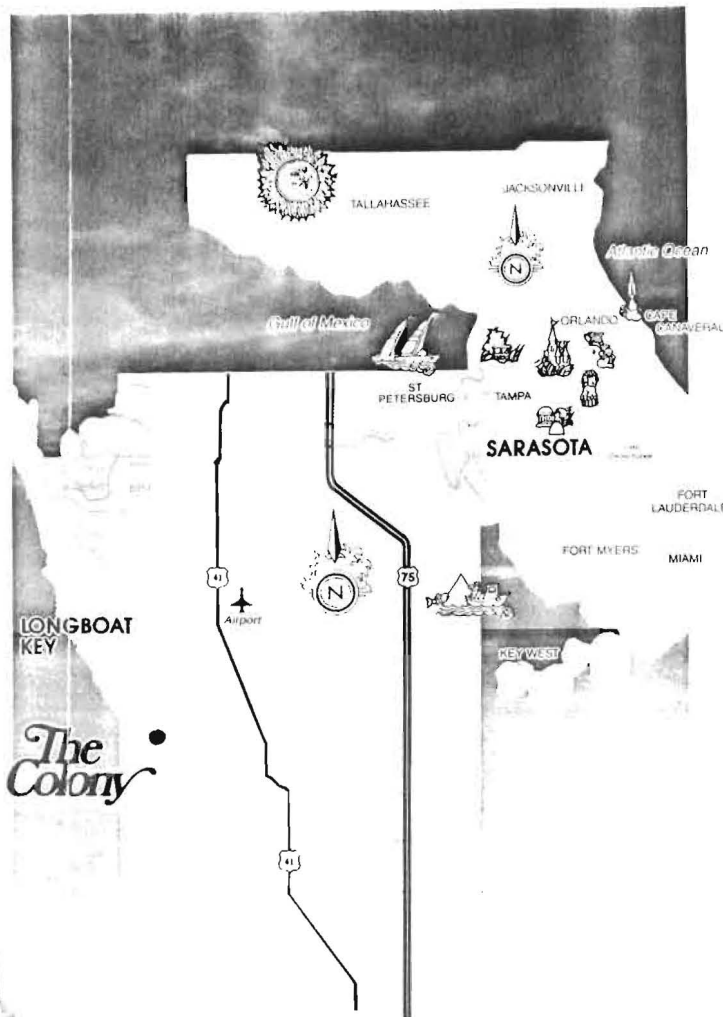 TALLAHASSEE
JACKSONVILLE
N
Atlantic Ocean
Gulf of Mexico
ORLANDO
CAPE
CANAVERAL
ST
PETERSBURG
TAMPA
SARASOTA
FORT
LAUDERDALE
FORT MYERS
MIAMI
KEY WEST
41
75
N
Airport
LONGBOAT
KEY
The
Colony
41